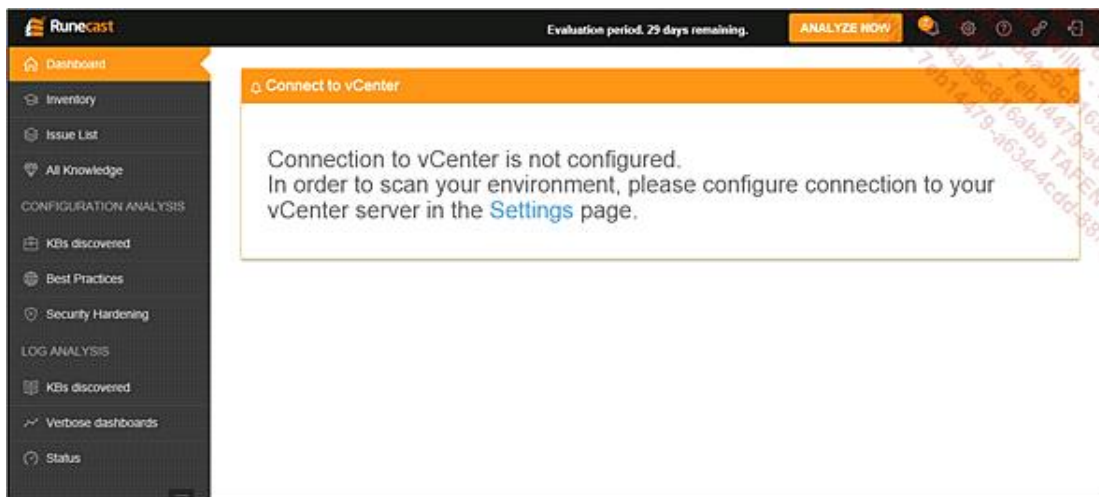 Runecast
Evaluation period. 29 days remaining.
ANALYZE NOW
Dashboard
Inventory
Issue List
All Knowledge
CONFIGURATION ANALYSIS
KBs discovered
Best Practices
Security Hardening
LOG ANALYSIS
KBs discovered
Verbose dashboards
Status
Connect to vCenter
Connection to vCenter is not configured.
In order to scan your environment, please configure connection to your
vCenter server in the Settings page.